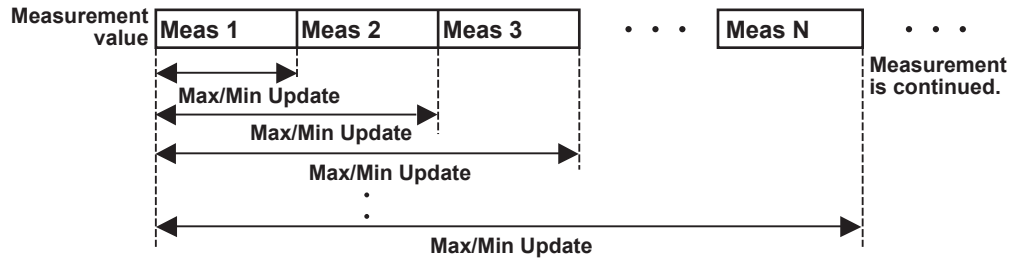 Measurement
value
Meas 1 Meas 2 Meas 3 • • • Meas N • • •
Measurement
is continued.
Max/Min Update
Max/Min Update
Max/Min Update
Max/Min Update